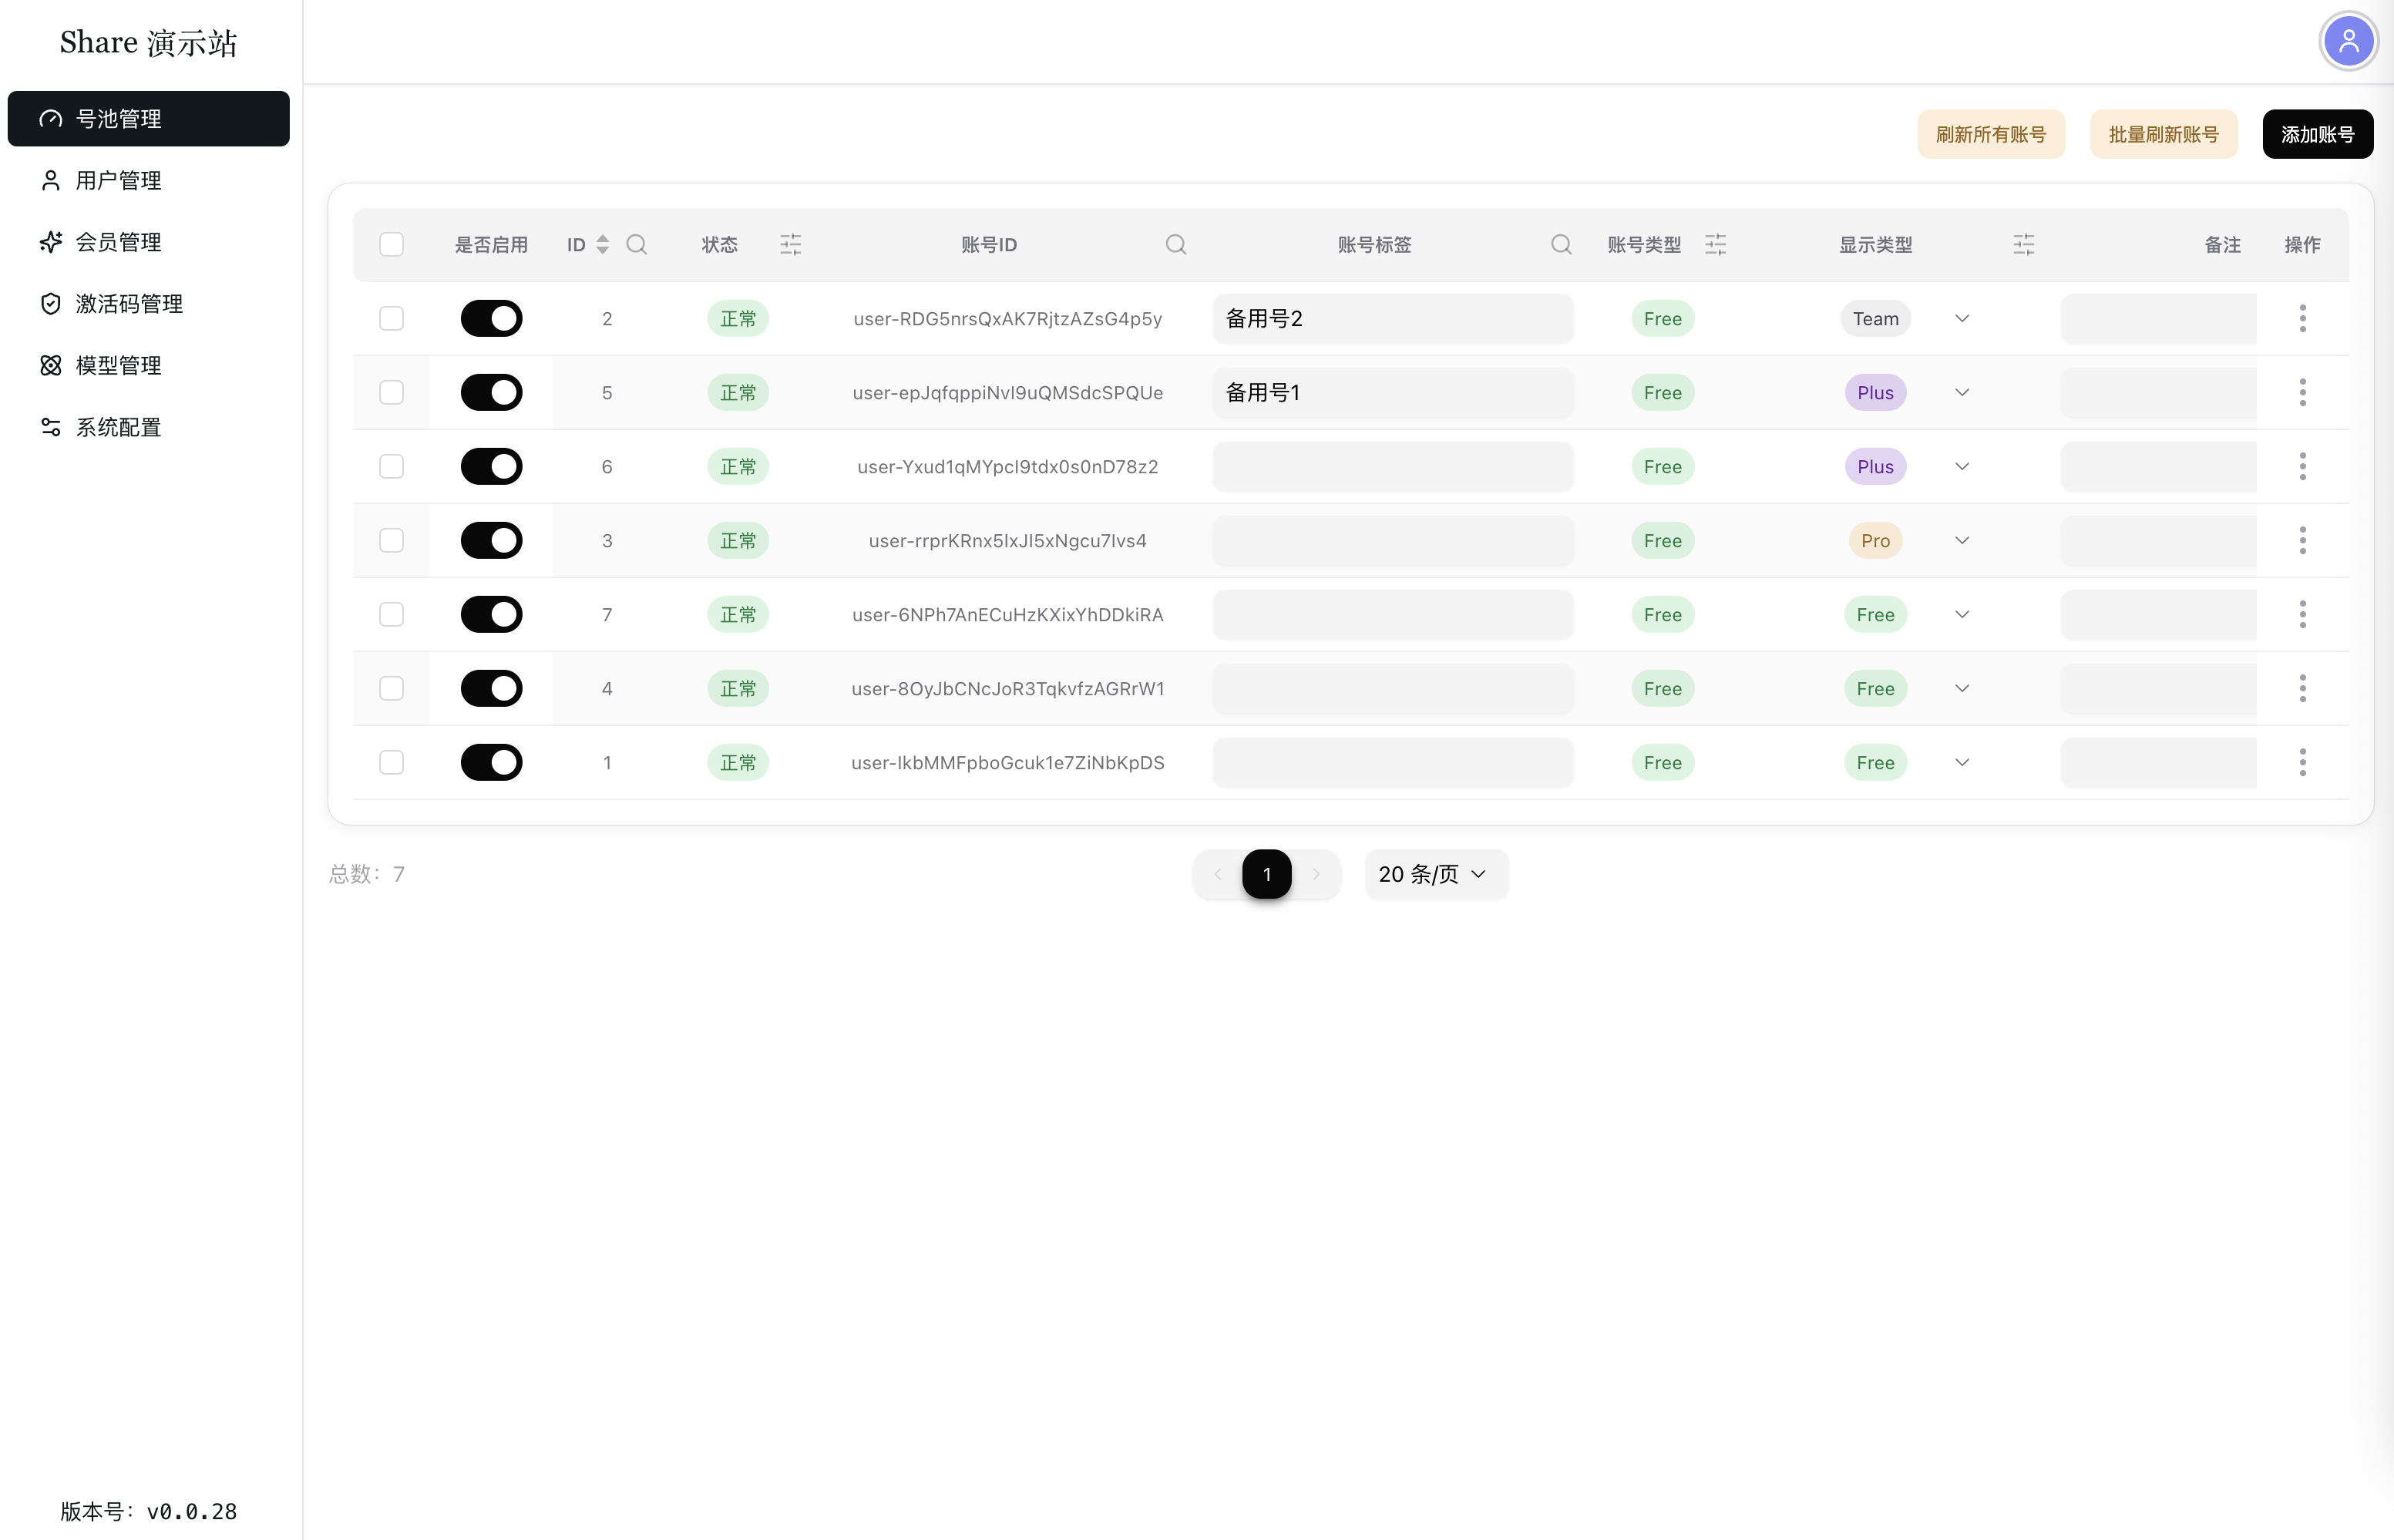 Share 演示站
号池管理
用户管理
会员管理
激活码管理
模型管理
系统配置
版本号：v0.0.28
刷新所有账号 批量刷新账号 添加账号
是否启用 ID 状态 账号ID 账号标签 账号类型 显示类型 备注 操作
2 正常 user-RDG5nrsQxAK7RjtzAZsG4p5y 备用号2 Free Team
5 正常 user-epJqfqppiNvI9uQMSdcSPQUe 备用号1 Free Plus
6 正常 user-Yxud1qMYpcI9tdx0s0nD78z2 Free Plus
3 正常 user-rrprKRnx5IxJI5xNgcu7Ivs4 Free Pro
7 正常 user-6NPh7AnECuHzKXixYhDDkiRA Free Free
4 正常 user-8OyJbCNcJoR3TqkvfzAGRrW1 Free Free
1 正常 user-IkbMMFpboGcuk1e7ZiNbKpDS Free Free
总数：7
1
20 条/页